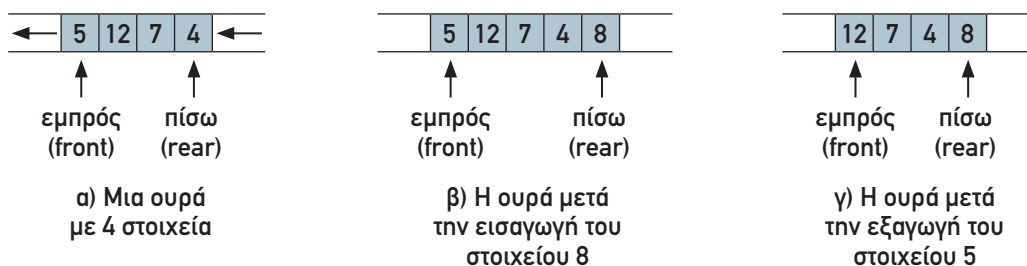 5 12 7 4
εμπρός πίσω
(front) (rear)
α) Μια ουρά
με 4 στοιχεία
5 12 7 4 8
εμπρός πίσω
(front) (rear)
β) Η ουρά μετά
την εισαγωγή του
στοιχείου 8
12 7 4 8
εμπρός πίσω
(front) (rear)
γ) Η ουρά μετά
την εξαγωγή του
στοιχείου 5